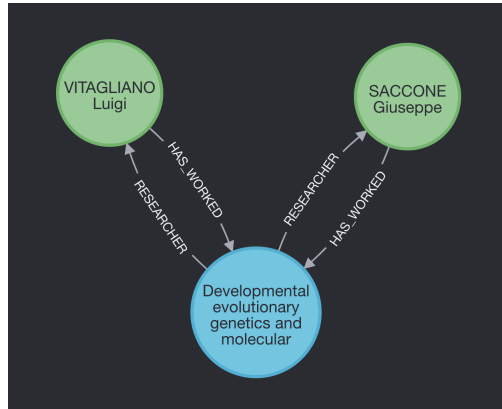 VITAGLIANO
Luigi
SACCONE
Giuseppe
HAS_WORKED
RESEARCHER
RESEARCHER
HAS_WORKED
Developmental
evolutionary
genetics and
molecular